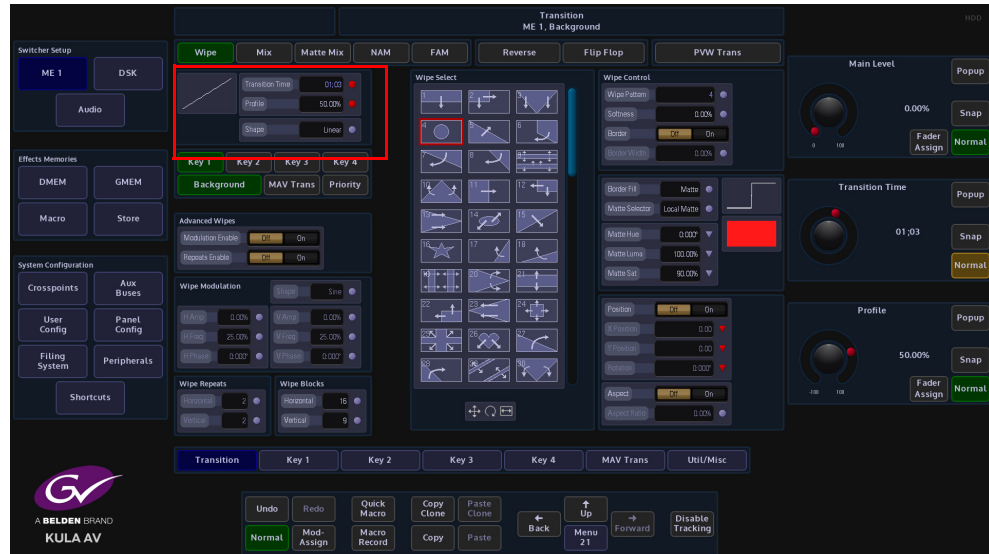 Transition
ME 1, Background
HDD
Switcher Setup
ME 1
DSK
Audio
Effects Memories
DMEM
GMEM
Macro
Store
System Configuration
Crosspoints
Aux
Buses
User
Config
Panel
Config
Filing
System
Peripherals
Shortcuts
Wipe
Mix
Matte Mix
NAM
FAM
Reverse
Flip Flop
PVW Trans
Transition Time 01;03
Profile 50.00%
Shape Linear
Key 1
Key 2
Key 3
Key 4
Background
MAV Trans
Priority
Advanced Wipes
Modulation Enable Off On
Repeats Enable Off On
Wipe Modulation
Shape Sine
H Amp 0.00%
V Amp 0.00%
H Freq 25.00%
V Freq 25.00%
H Phase 0.000°
V Phase 0.000°
Wipe Repeats
Horizontal 2
Vertical 2
Wipe Blocks
Horizontal 16
Vertical 9
Wipe Select
1 2 3
4 5 6
7 8 9
10 11 12
13 14 15
16 17 18
19 20 21
22 23 24
25 26 27
28 29 30
Wipe Control
Wipe Pattern 4
Softness 0.00%
Border Off On
Border Width 0.00%
Border Fill Matte
Matte Selector Local Matte
Matte Hue 0.000°
Matte Luma 100.00%
Matte Sat 90.00%
Position Off On
X Position 0.00
Y Position 0.00
Rotation 0.000°
Aspect Off On
Aspect Ratio 0.00%
Main Level
Popup
0.00%
Snap
0 100
Fader
Assign
Normal
Transition Time
Popup
01;03
Snap
Normal
Profile
Popup
50.00%
Snap
-100 100
Fader
Assign
Normal
Transition
Key 1
Key 2
Key 3
Key 4
MAV Trans
Util/Misc
GV
A BELDEN BRAND
KULA AV
Undo
Redo
Quick
Macro
Copy
Clone
Paste
Clone
Normal
Mod-
Assign
Macro
Record
Copy
Paste
Back
Up
Menu
21
Forward
Disable
Tracking